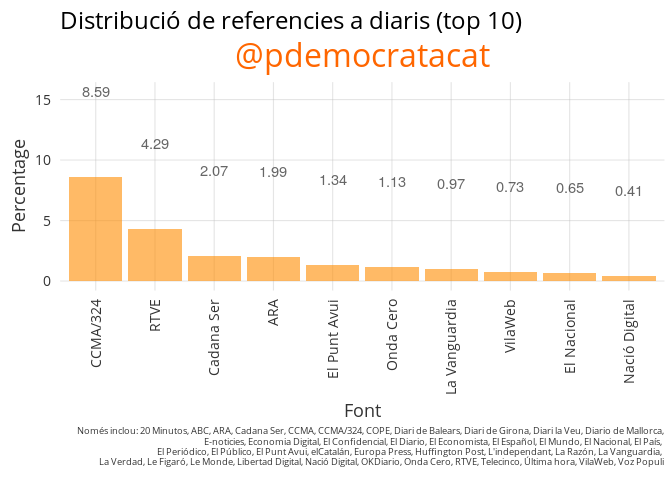 Distribució de referencies a diaris (top 10)
@pdemocratacat
15
10
5
0
Percentage
8.59
4.29
2.07
1.99
1.34
1.13
0.97
0.73
0.65
0.41
CCMA/324
RTVE
Cadana Ser
ARA
El Punt Avui
Onda Cero
La Vanguardia
VilaWeb
El Nacional
Nació Digital
Font
Només inclou: 20 Minutos, ABC, ARA, Cadana Ser, CCMA, CCMA/324, COPE, Diari de Balears, Diari de Girona, Diari la Veu, Diario de Mallorca,
E-noticies, Economia Digital, El Confidencial, El Diario, El Economista, El Español, El Mundo, El Nacional, El País,
El Periódico, El Público, El Punt Avui, elCatalán, Europa Press, Huffington Post, L'independant, La Razón, La Vanguardia,
La Verdad, Le Figaró, Le Monde, Libertad Digital, Nació Digital, OKDiario, Onda Cero, RTVE, Telecinco, Última hora, VilaWeb, Voz Populi